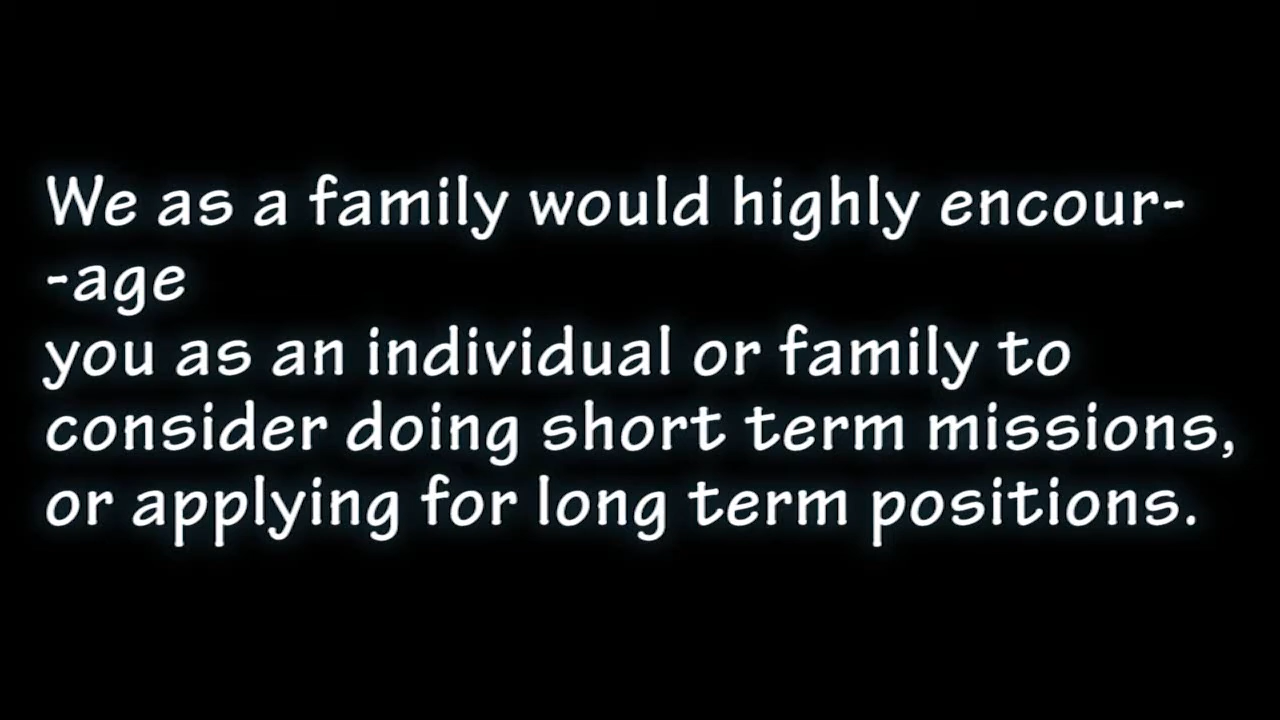 We as a family would highly encour-
-age
you as an individual or family to
consider doing short term missions,
or applying for long term positions.